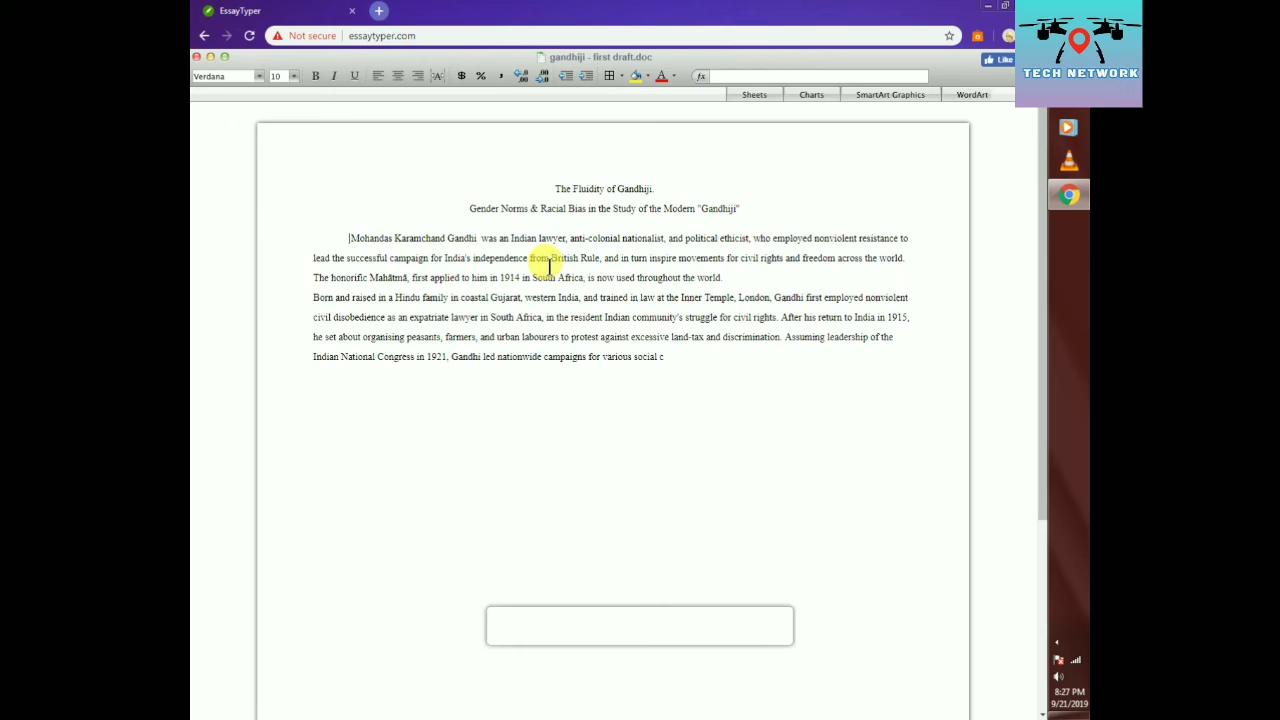 EssayTyper
Not secure
essaytyper.com
TECH NETWORK
gandhiji - first draft.doc
Like
Verdana
10
B I U
$ %
fx
Sheets
Charts
SmartArt Graphics
WordArt
The Fluidity of Gandhiji.
Gender Norms & Racial Bias in the Study of the Modern "Gandhiji"
Mohandas Karamchand Gandhi was an Indian lawyer, anti-colonial nationalist, and political ethicist, who employed nonviolent resistance to
lead the successful campaign for India's independence from British Rule, and in turn inspire movements for civil rights and freedom across the world.
The honorific Mahātmā, first applied to him in 1914 in South Africa, is now used throughout the world.
Born and raised in a Hindu family in coastal Gujarat, western India, and trained in law at the Inner Temple, London, Gandhi first employed nonviolent
civil disobedience as an expatriate lawyer in South Africa, in the resident Indian community's struggle for civil rights. After his return to India in 1915,
he set about organising peasants, farmers, and urban labourers to protest against excessive land-tax and discrimination. Assuming leadership of the
Indian National Congress in 1921, Gandhi led nationwide campaigns for various social c
8:27 PM
9/21/2019